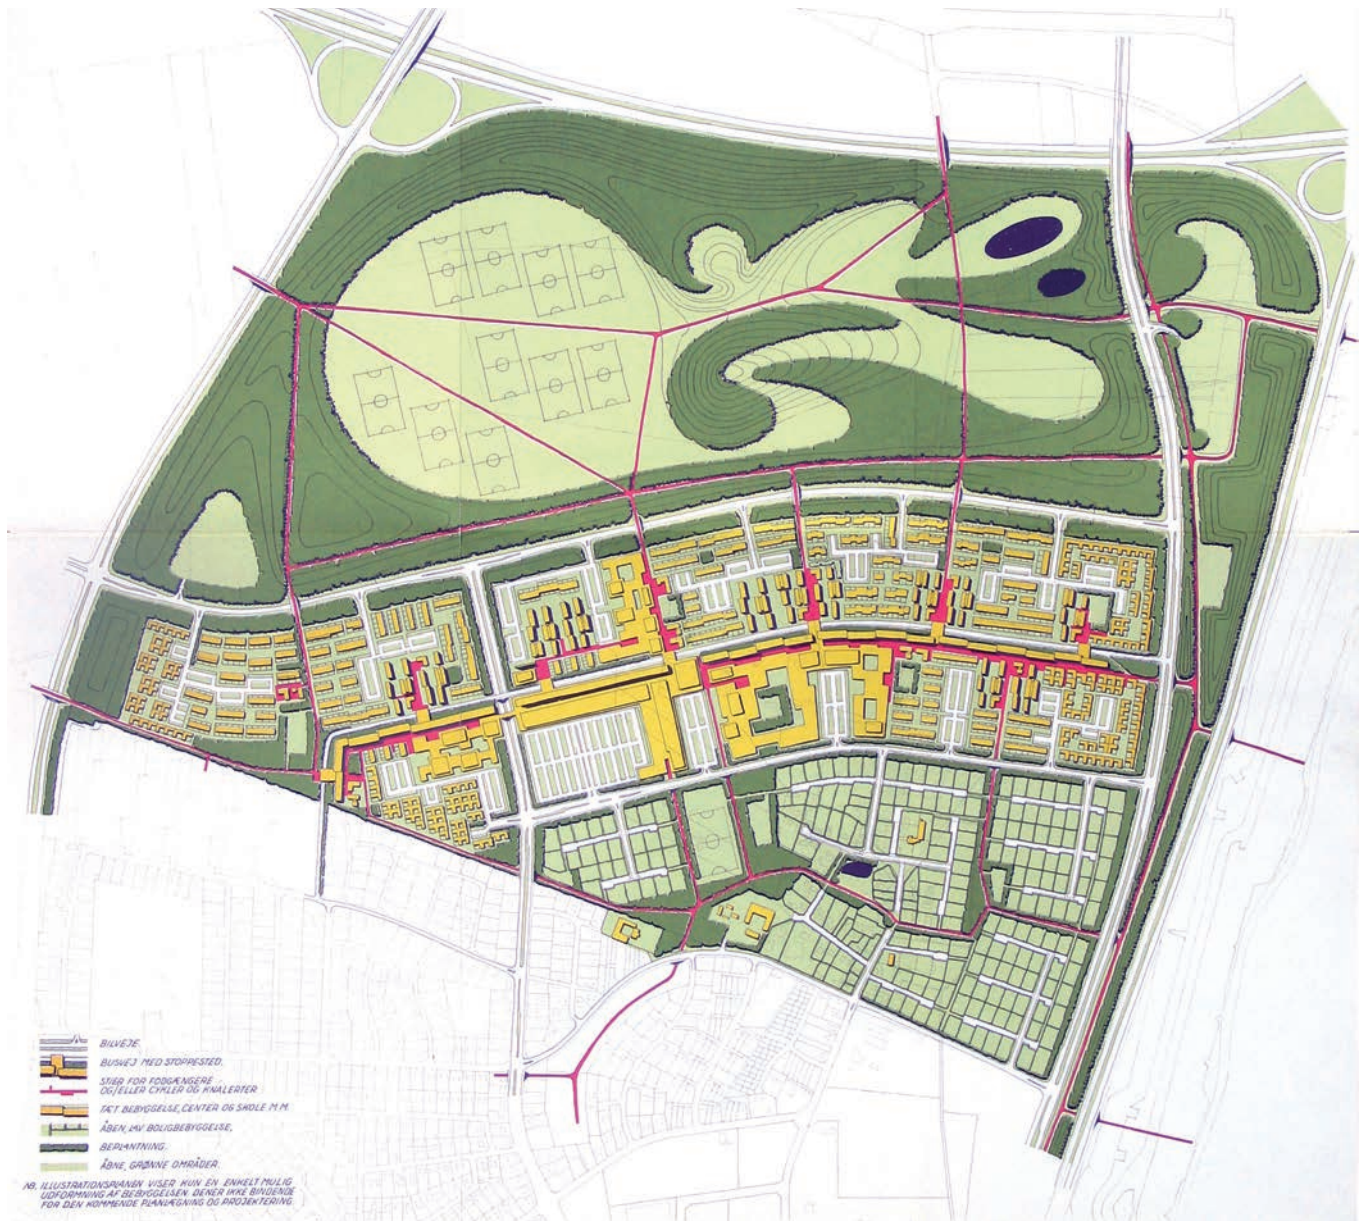 BILVEJE.
BUSVEJ MED STOPPESTED.
STIER FOR FODGÆNGERE
OG/ELLER CYKLER OG KNALERTER
TÆT BEBYGGELSE, CENTER OG SKOLE M.M.
ÅBEN, LAV BOLIGBEBYGGELSE.
BEPLANTNING.
ÅBNE, GRØNNE OMRÅDER.
NB. ILLUSTRATIONSPLANEN VISER KUN EN ENKELT MULIG
UDFORMNING AF BEBYGGELSEN. DEN ER IKKE BINDENDE
FOR DEN KOMMENDE PLANLÆGNING OG PROJEKTERING.